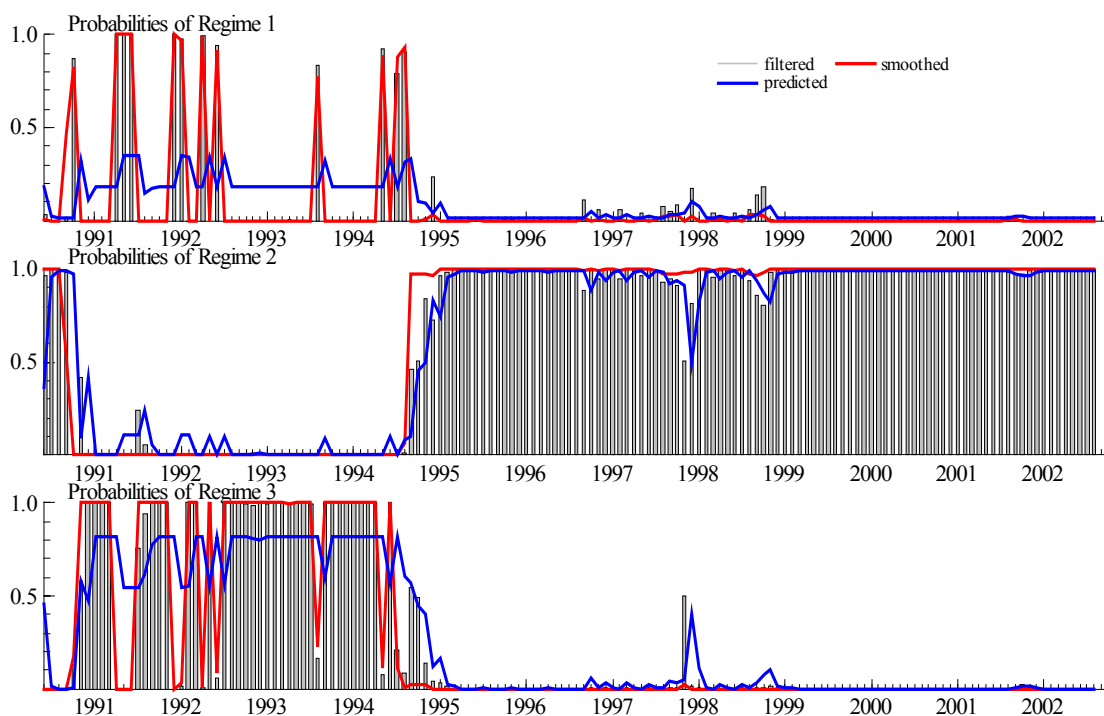 Probabilities of Regime 1
1.0
0.5
filtered smoothed
predicted
1991 1992 1993 1994 1995 1996 1997 1998 1999 2000 2001 2002
Probabilities of Regime 2
1.0
0.5
1991 1992 1993 1994 1995 1996 1997 1998 1999 2000 2001 2002
Probabilities of Regime 3
1.0
0.5
1991 1992 1993 1994 1995 1996 1997 1998 1999 2000 2001 2002